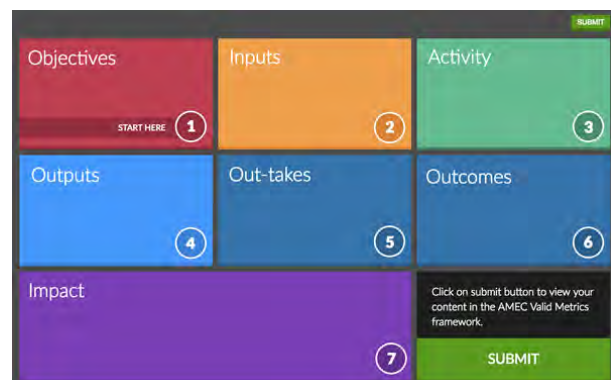 SUBMIT
Objectives
START HERE
1
Inputs
2
Activity
3
Outputs
4
Out-takes
5
Outcomes
6
Impact
7
Click on submit button to view your
content in the AMEC Valid Metrics
framework.
SUBMIT